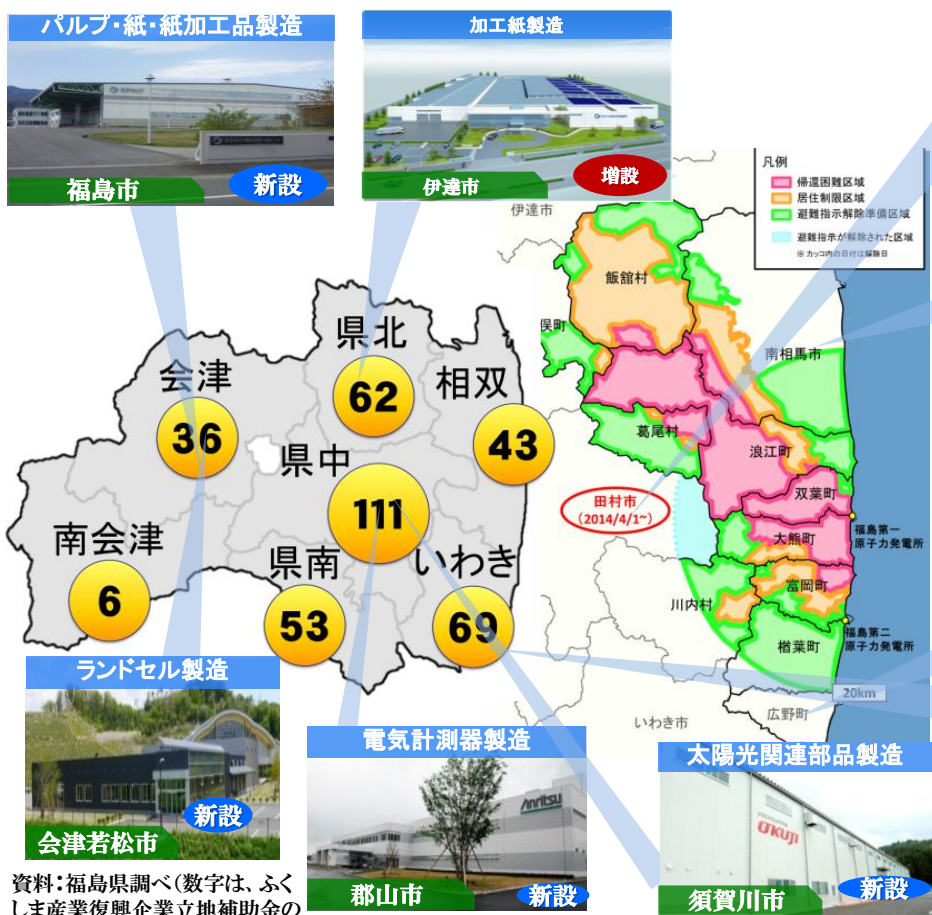 パルプ・紙・紙加工品製造
福島市
新設
加工紙製造
伊達市
増設
凡例
帰還困難区域
居住制限区域
避難指示解除準備区域
避難指示が解除された区域
※ カッコ内の日付は解除日
伊達市
飯舘村
俣町
南相馬市
葛尾村
浪江町
双葉町
田村市
(2014/4/1~)
福島第一
原子力発電所
大熊町
富岡町
川内村
福島第二
原子力発電所
楢葉町
20km
広野町
いわき市
県北
62
会津
36
相双
43
県中
111
南会津
6
県南
53
いわき
69
ランドセル製造
新設
会津若松市
電気計測器製造
Anritsu
郡山市
新設
太陽光関連部品製造
O'KUJI
須賀川市
新設
資料:福島県調べ(数字は、ふく
しま産業復興企業立地補助金の